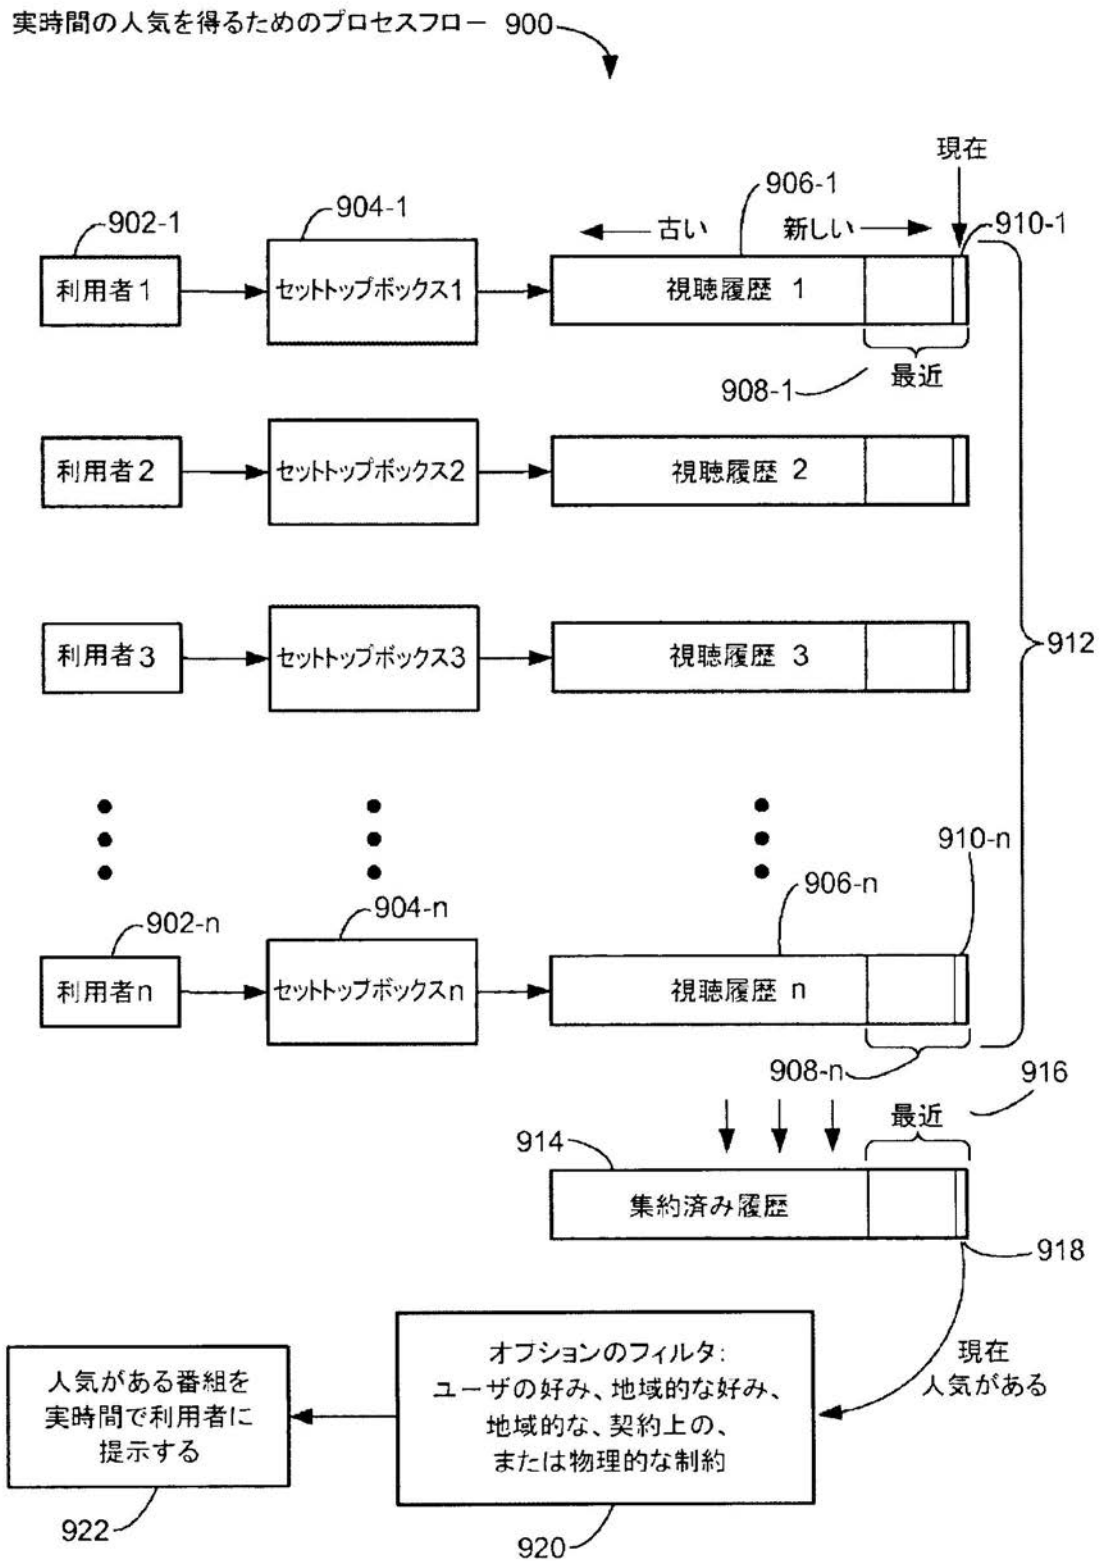 実時間の人気を得るためのプロセスフロー 900
現在
902-1
904-1
906-1
910-1
古い
新しい
利用者1
セットトップボックス1
視聴履歴 1
908-1
最近
利用者2
セットトップボックス2
視聴履歴 2
利用者3
セットトップボックス3
視聴履歴 3
912
910-n
902-n
904-n
906-n
利用者n
セットトップボックスn
視聴履歴 n
908-n
916
最近
914
集約済み履歴
918
現在
人気がある
オプションのフィルタ:
ユーザの好み、地域的な好み、
地域的な、契約上の、
または物理的な制約
人気がある番組を
実時間で利用者に
提示する
922
920